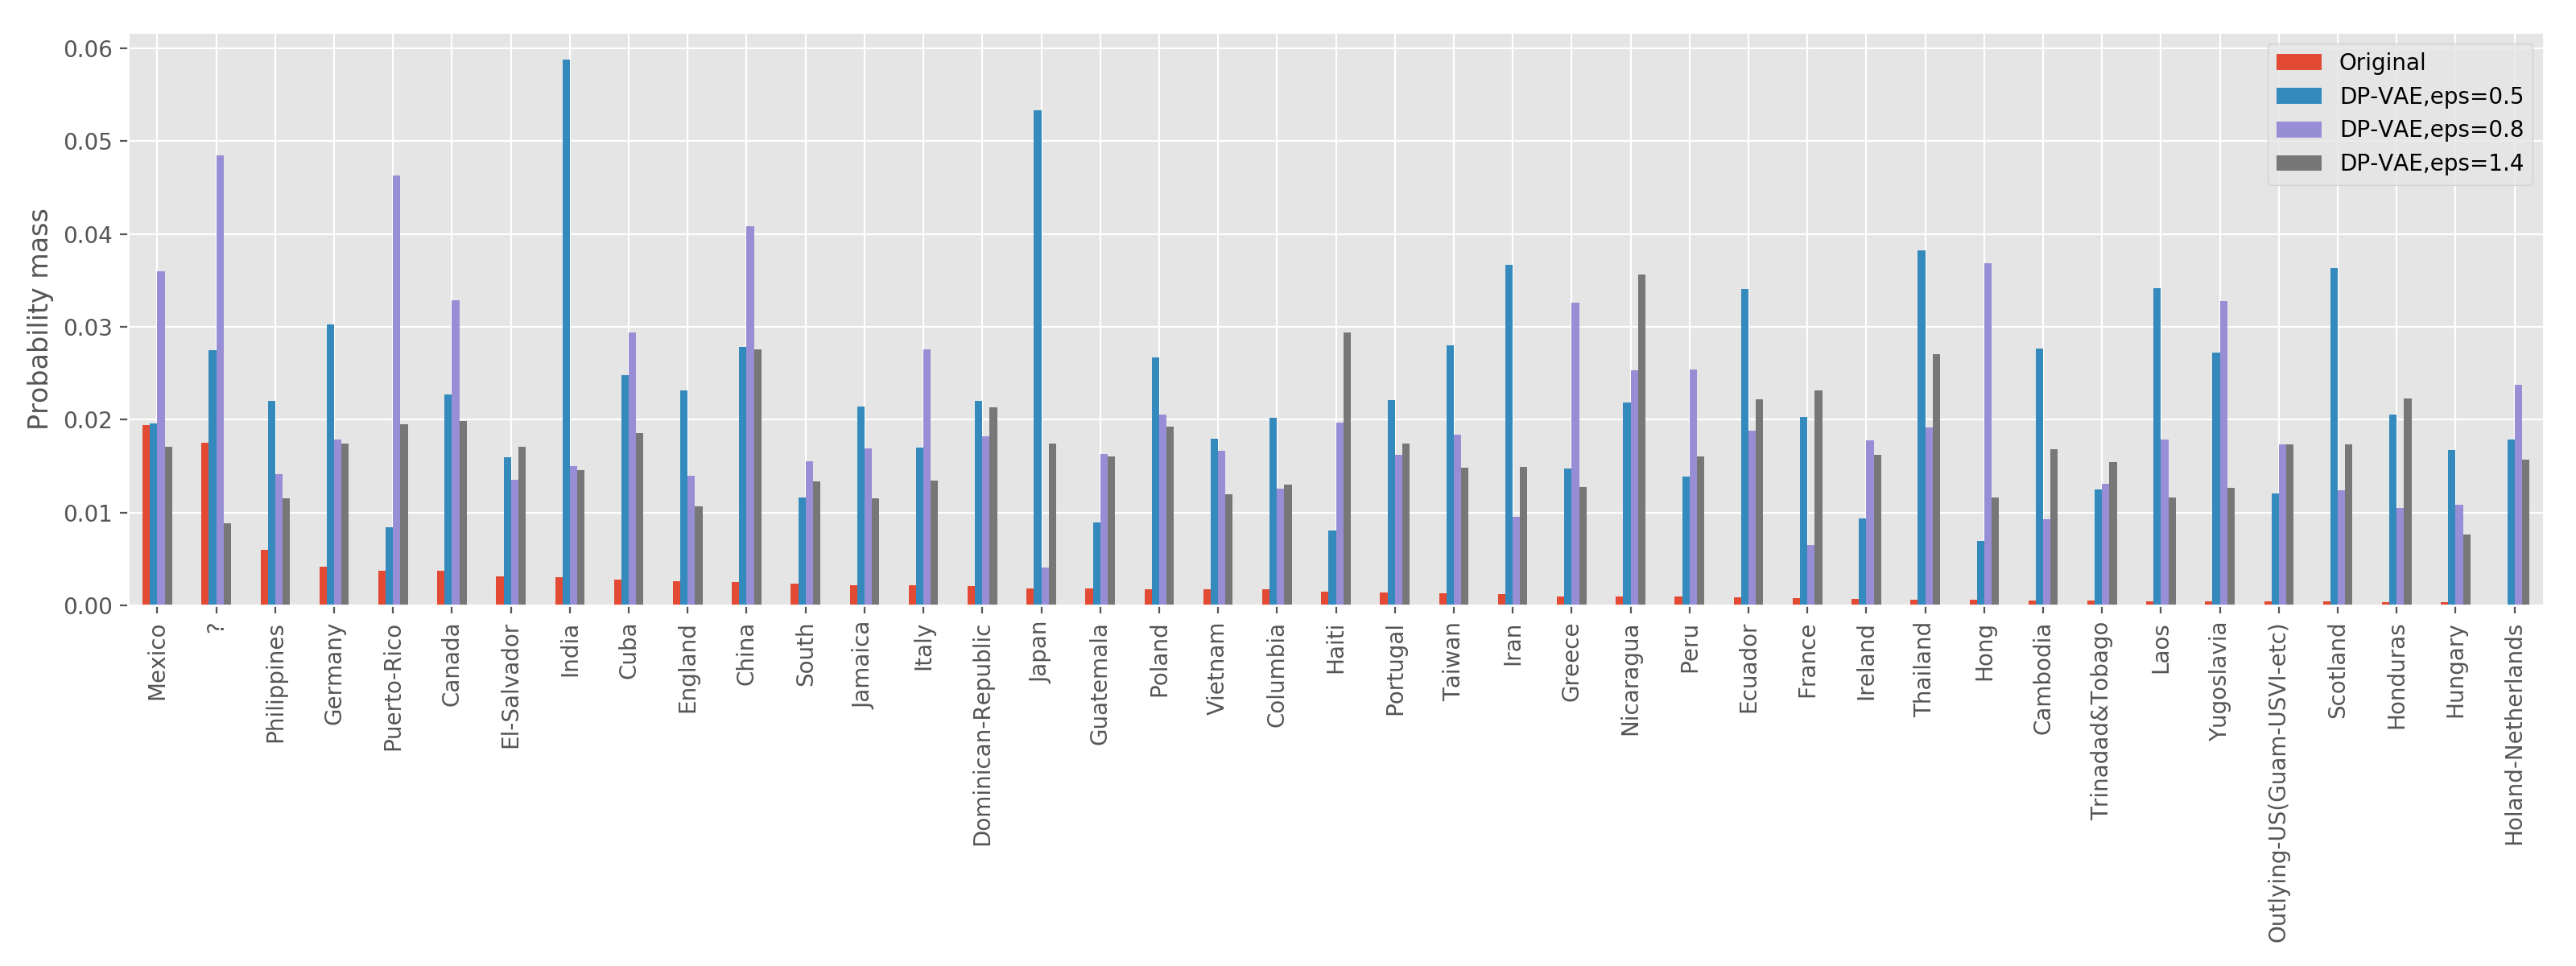 Probability mass
0.06
0.05
0.04
0.03
0.02
0.01
0.00
Original
DP-VAE,eps=0.5
DP-VAE,eps=0.8
DP-VAE,eps=1.4
Mexico
?
Philippines
Germany
Puerto-Rico
Canada
El-Salvador
India
Cuba
England
China
South
Jamaica
Italy
Dominican-Republic
Japan
Guatemala
Poland
Vietnam
Columbia
Haiti
Portugal
Taiwan
Iran
Greece
Nicaragua
Peru
Ecuador
France
Ireland
Thailand
Hong
Cambodia
Trinadad&Tobago
Laos
Yugoslavia
Outlying-US(Guam-USVI-etc)
Scotland
Honduras
Hungary
Holand-Netherlands